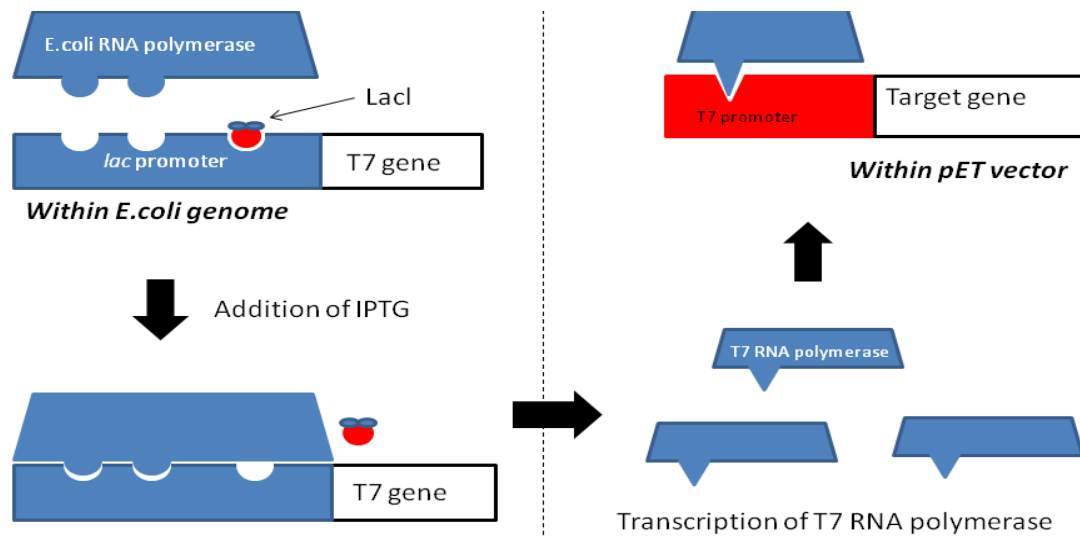 E.coli RNA polymerase
LacI
lac promoter
T7 gene
Within E.coli genome
Addition of IPTG
T7 gene
T7 promoter
Target gene
Within pET vector
T7 RNA polymerase
Transcription of T7 RNA polymerase